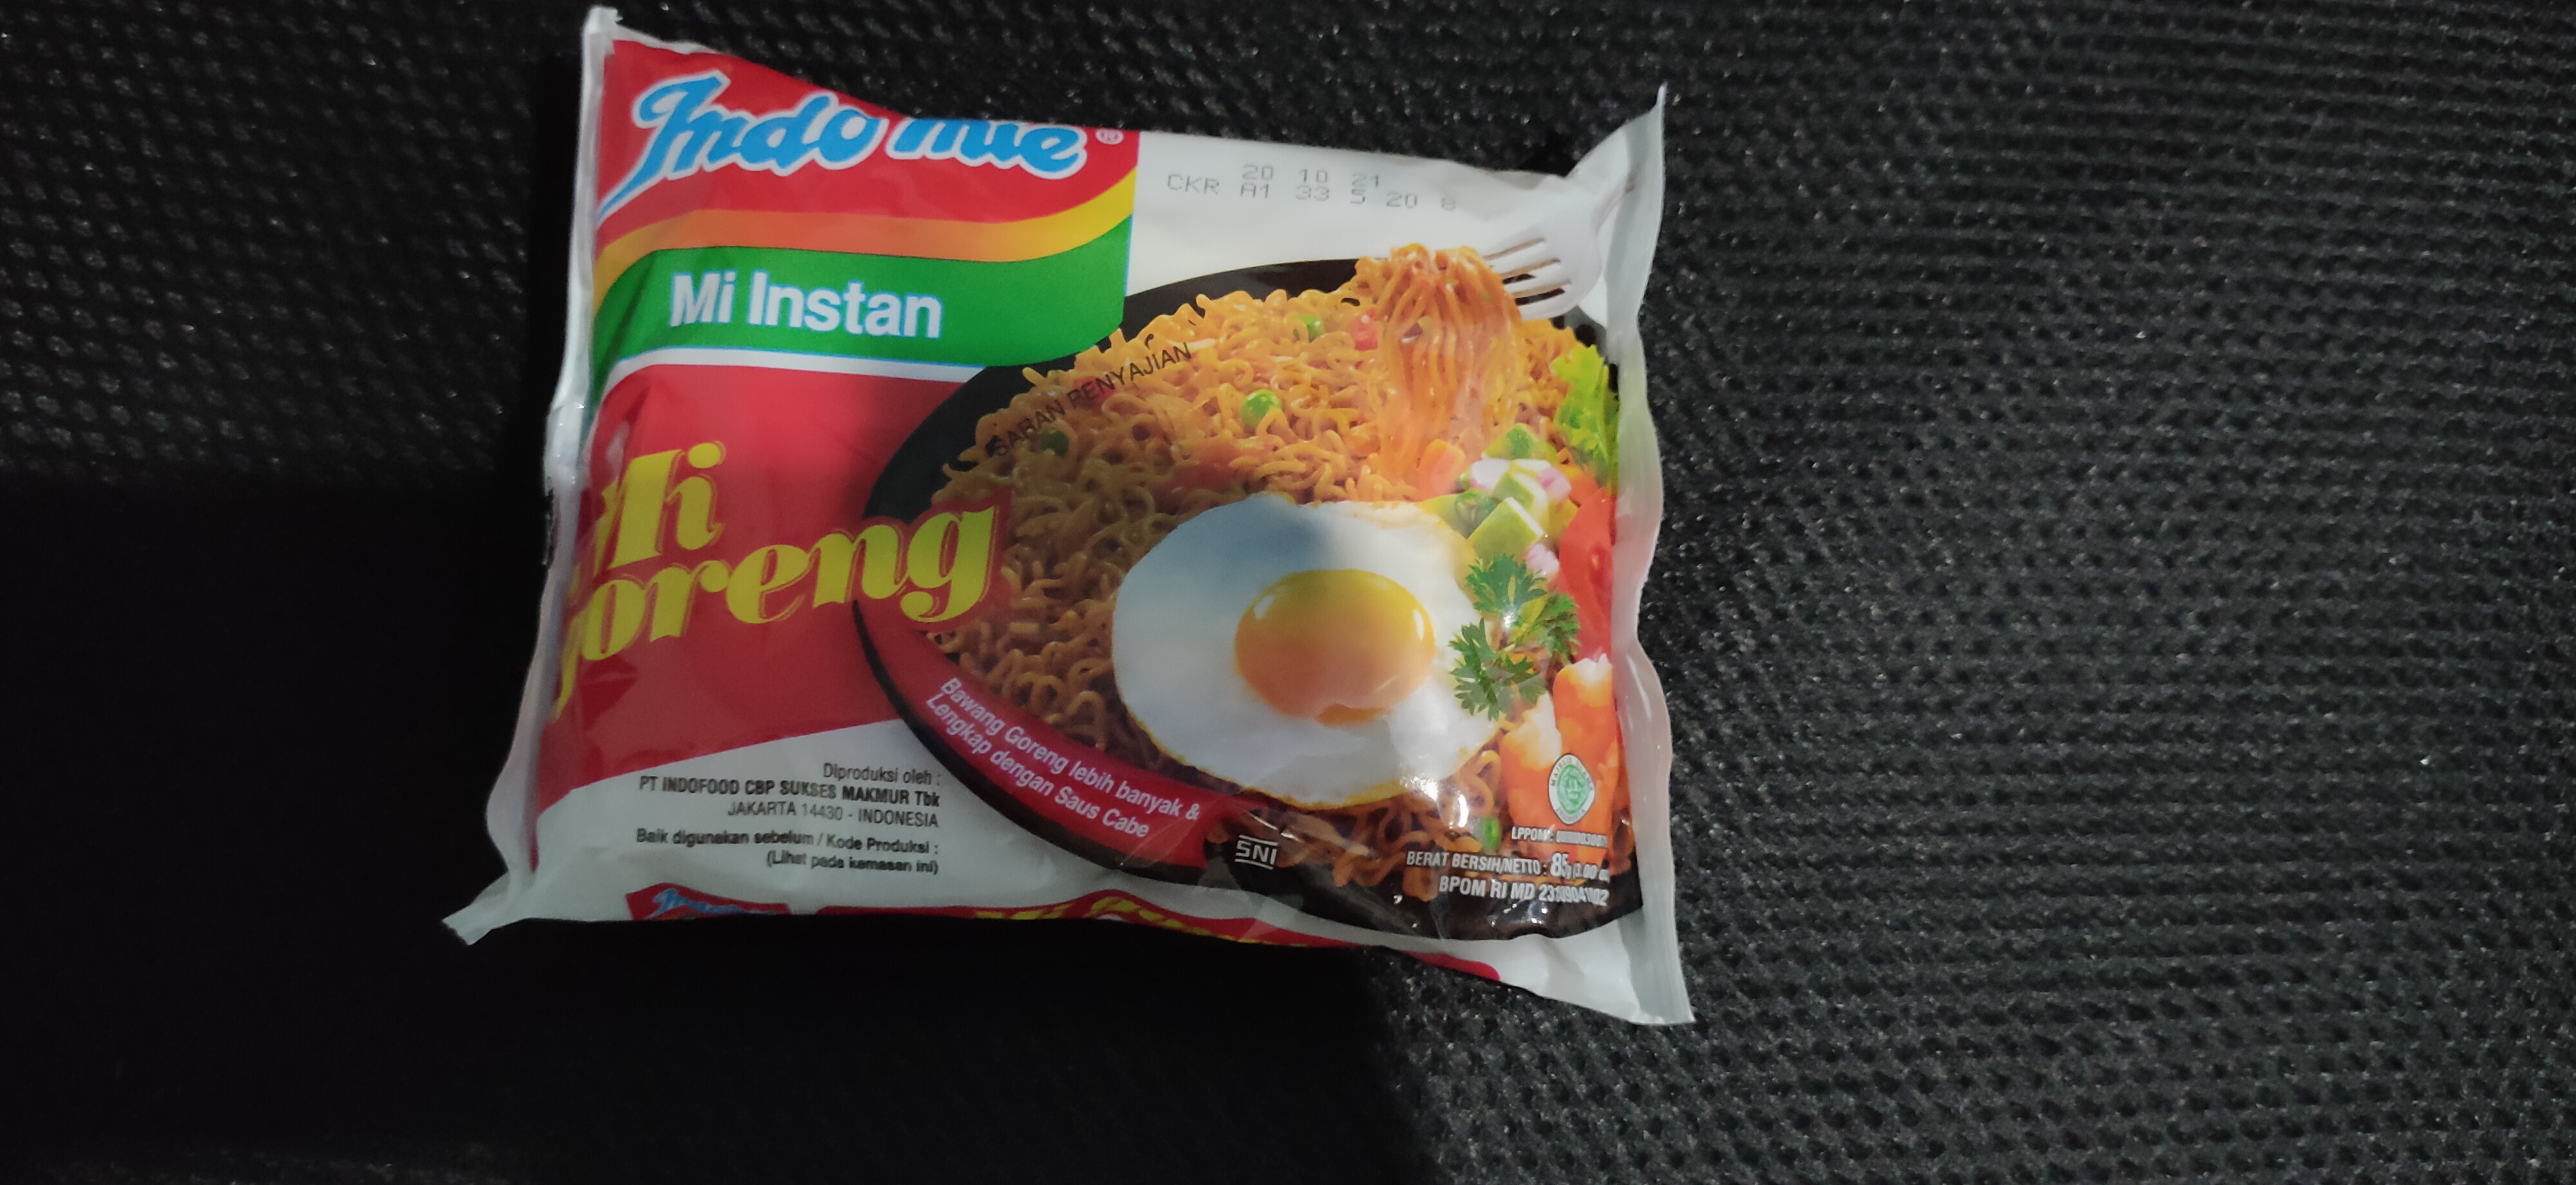 Indomie®
20 10 21
CKR A1 33 5 20 8
Mi Instan
SARAN PENYAJIAN
Mi
goreng
Bawang Goreng lebih banyak &
Lengkap dengan Saus Cabe
Diproduksi oleh :
PT INDOFOOD CBP SUKSES MAKMUR Tbk
JAKARTA 14430 - INDONESIA
Baik digunakan sebelum / Kode Produksi :
(Lihat pada kemasan ini)
SNI
BERAT BERSIH/NETTO : 85g
BPOM RI MD